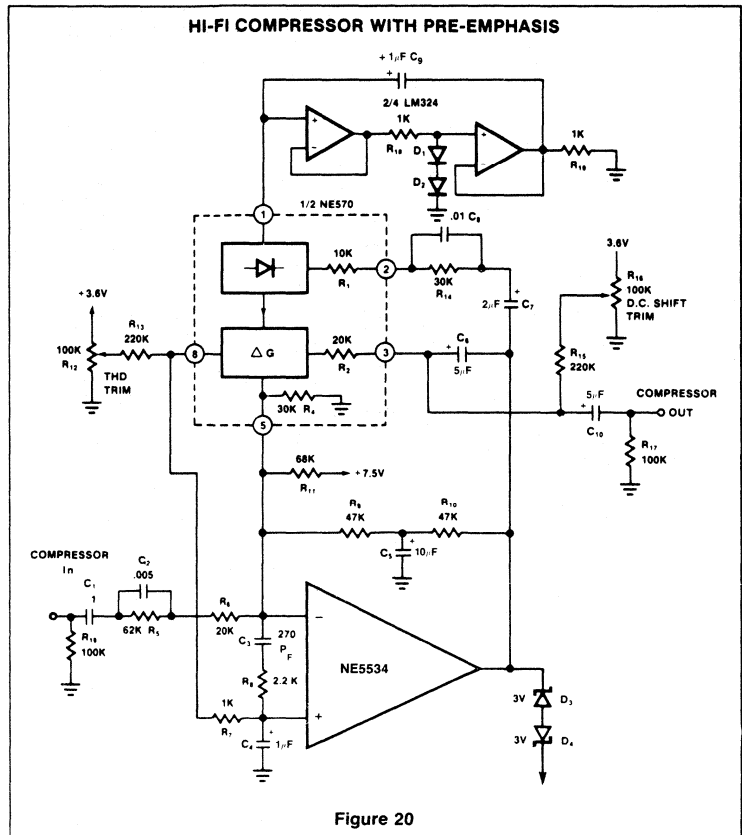 HI-FI COMPRESSOR WITH PRE-EMPHASIS
+ 1μF C9
+
2/4 LM324
1K
R18
D1
D2
1K
R19
+
−
+
−
1
1/2 NE570
.01 C8
10K
R1
2
30K
R14
+
2μF C7
3.6V
R16
100K
D.C. SHIFT
TRIM
+3.6V
100K
R12
THD
TRIM
R13
220K
8
ΔG
20K
R2
3
+ C6
5μF
R15
220K
5μF
+
C10
COMPRESSOR
OUT
R17
100K
30K R4
5
68K
R11
+7.5V
R9
47K
R10
47K
C5
+
10μF
COMPRESSOR
In
C1
1
C2
.005
62K R5
R18
100K
R6
20K
C3
270
PF
R8
2.2 K
−
+
NE5534
1K
R7
C4
+
1μF
3V
D3
3V
D4
Figure 20